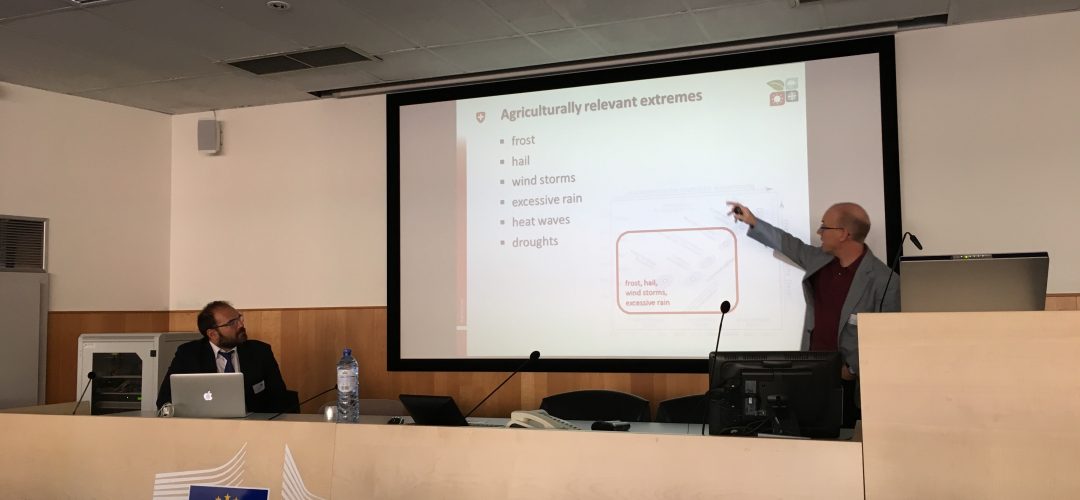 Agriculturally relevant extremes
frost
hail
wind storms
excessive rain
heat waves
droughts
frost, hail,
wind storms,
excessive rain